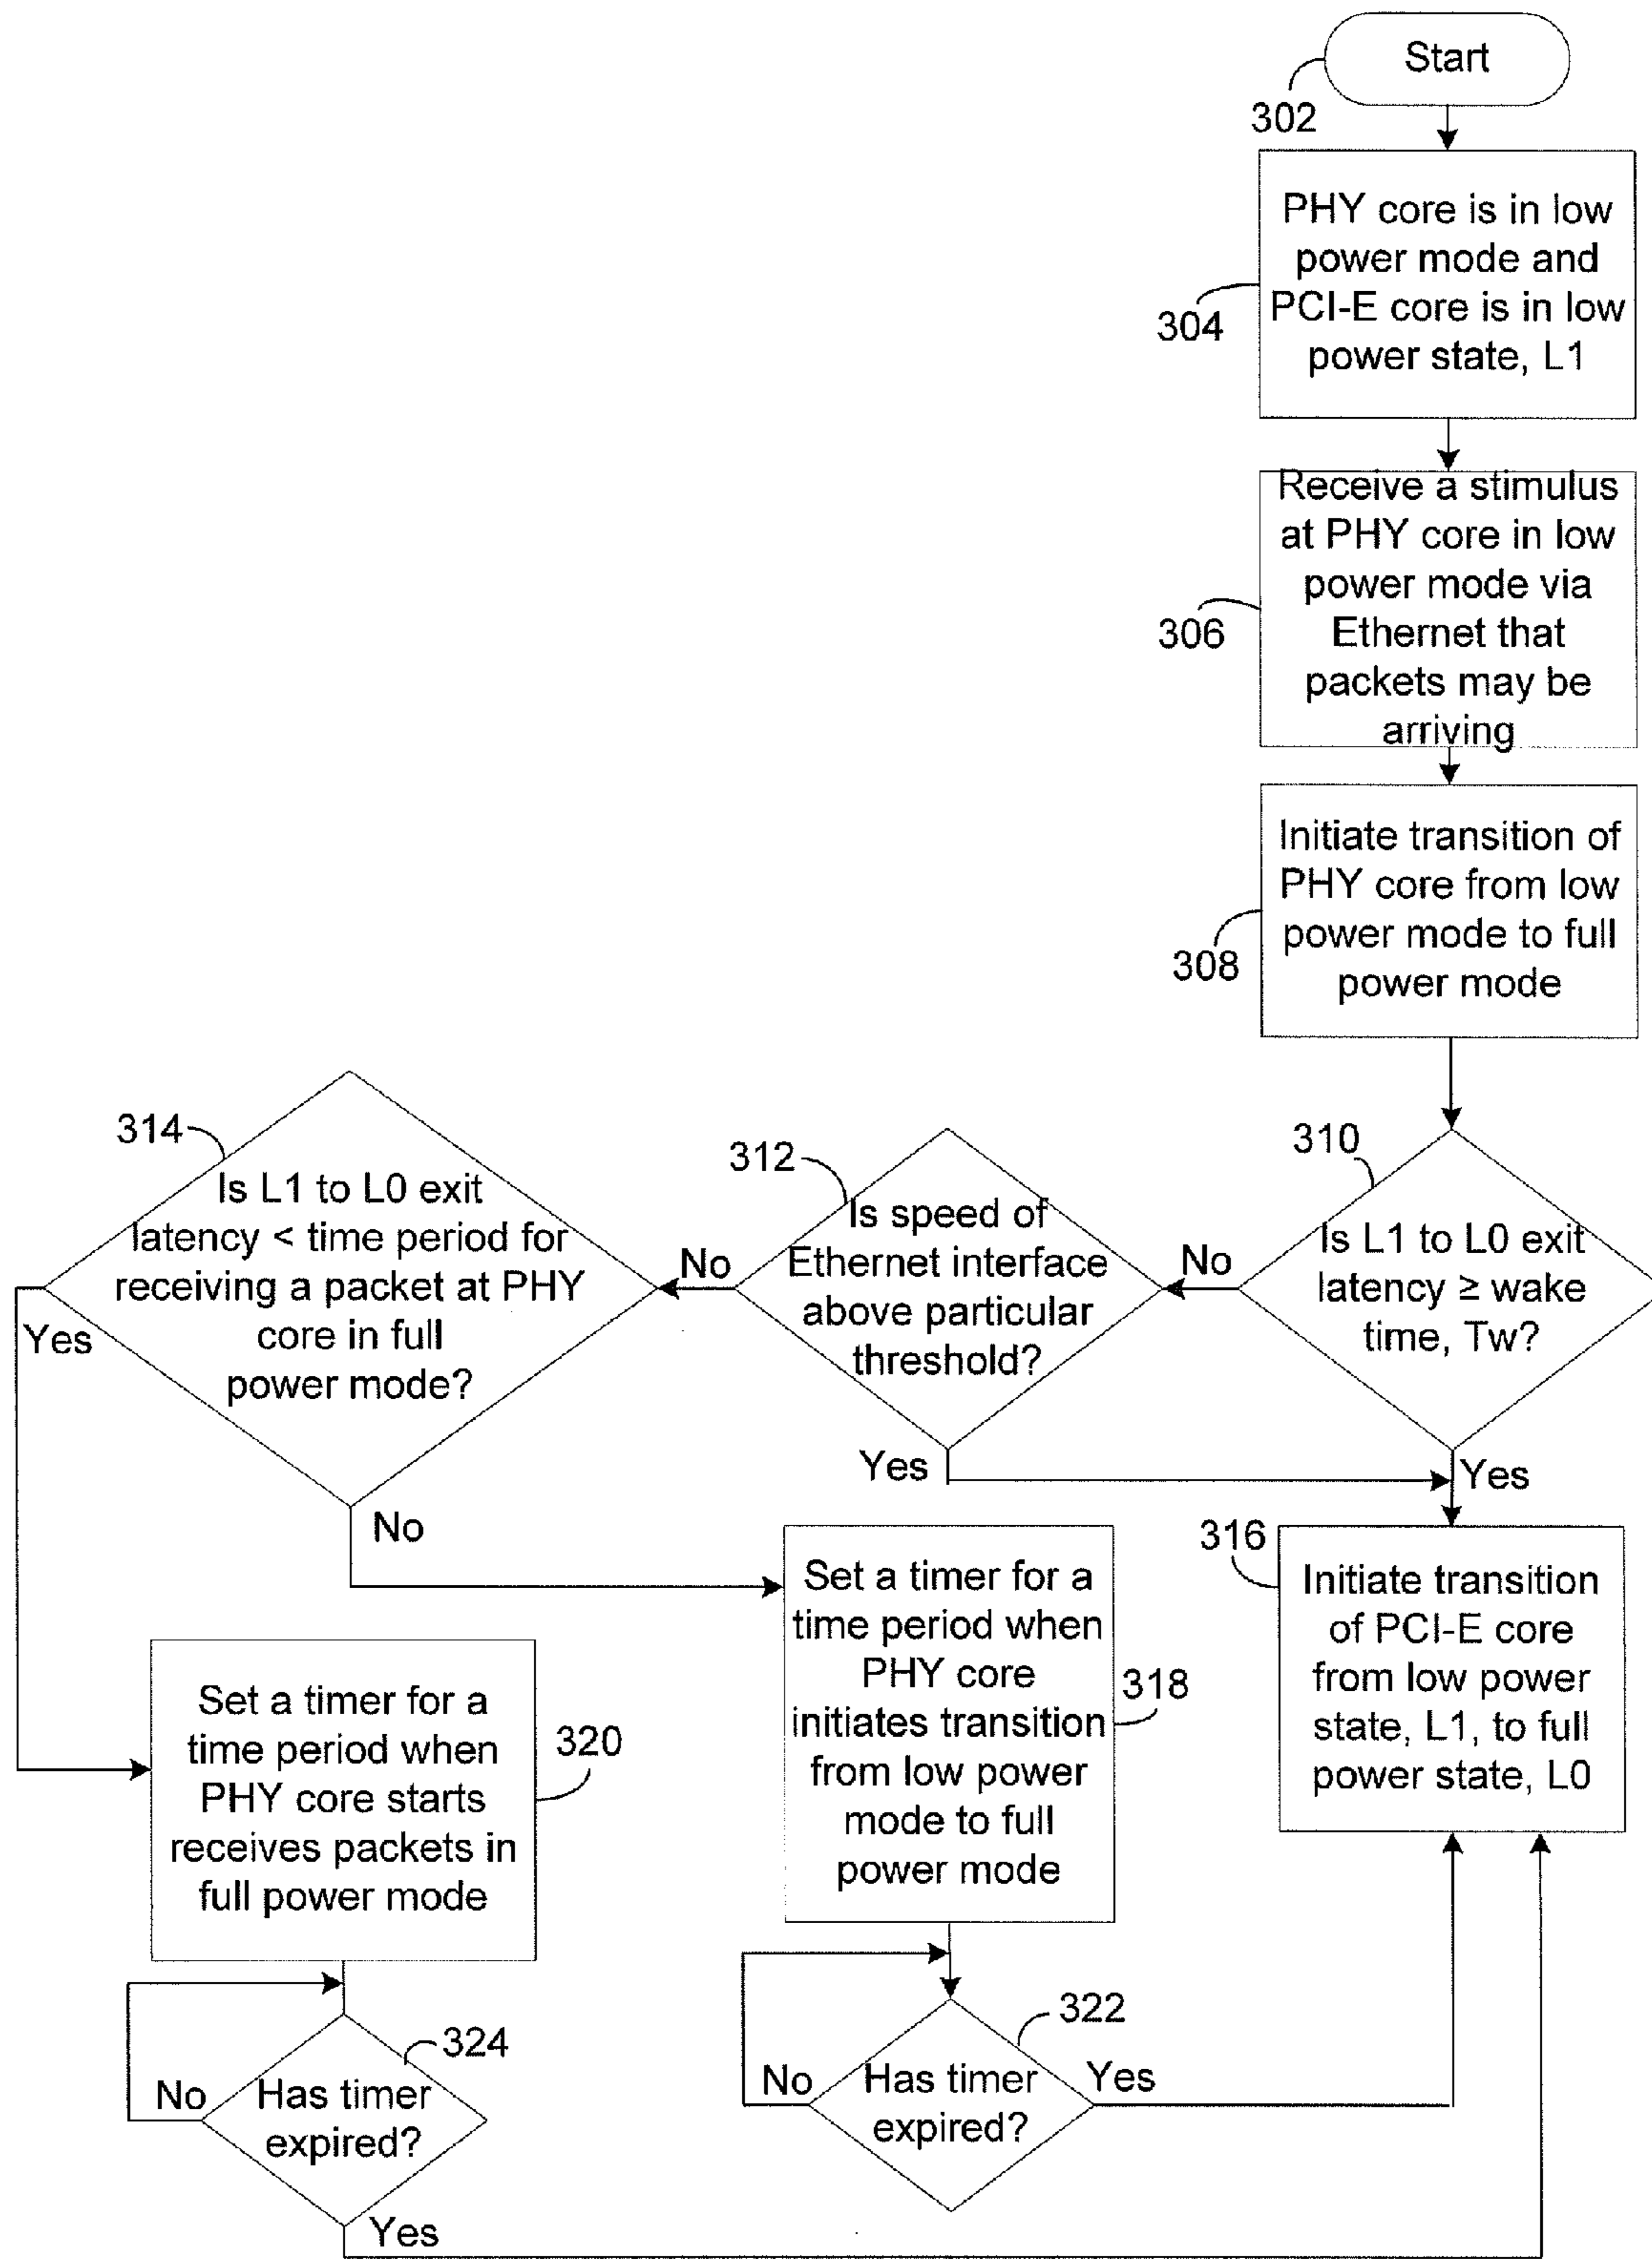 Start
302
PHY core is in low
power mode and
PCI-E core is in low
power state, L1
304
Receive a stimulus
at PHY core in low
power mode via
Ethernet that
packets may be
arriving
306
Initiate transition of
PHY core from low
power mode to full
power mode
308
310
Is L1 to L0 exit
latency ≥ wake
time, Tw?
No
Yes
312
Is speed of
Ethernet interface
above particular
threshold?
No
Yes
314
Is L1 to L0 exit
latency < time period for
receiving a packet at PHY
core in full
power mode?
Yes
No
316
Initiate transition
of PCI-E core
from low power
state, L1, to full
power state, L0
Set a timer for a
time period when
PHY core
initiates transition
from low power
mode to full
power mode
318
Set a timer for a
time period when
PHY core starts
receives packets in
full power mode
320
322
Has timer
expired?
No
Yes
324
Has timer
expired?
No
Yes